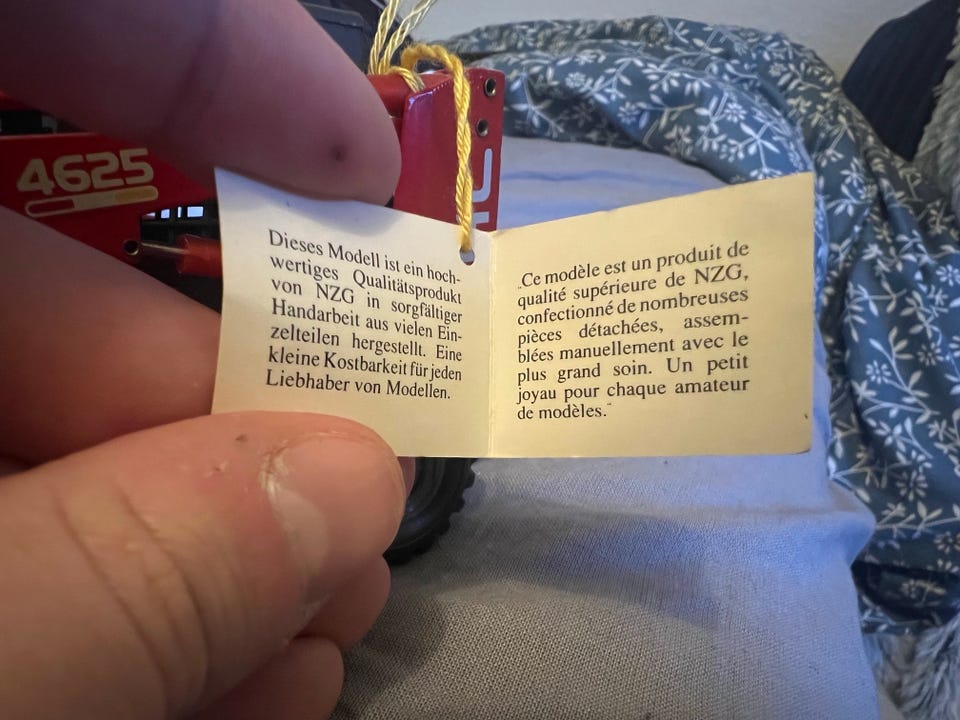 4625
Dieses Modell ist ein hoch-
wertiges Qualitätsprodukt
von NZG in sorgfältiger
Handarbeit aus vielen Ein-
zelteilen hergestellt. Eine
kleine Kostbarkeit für jeden
Liebhaber von Modellen.
„Ce modèle est un produit de
qualité supérieure de NZG,
confectionné de nombreuses
pièces détachées, assem-
blées manuellement avec le
plus grand soin. Un petit
joyau pour chaque amateur
de modèles.“